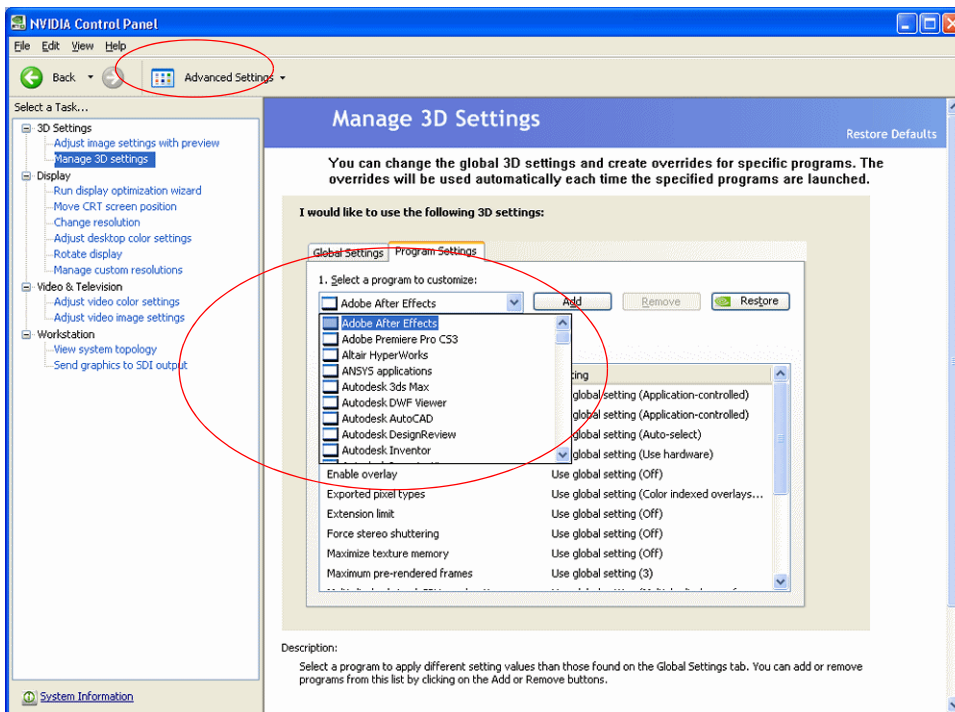 NVIDIA Control Panel
File Edit View Help
Back Advanced Settings
Select a Task...
3D Settings
Adjust image settings with preview
Manage 3D settings
Display
Run display optimization wizard
Move CRT screen position
Change resolution
Adjust desktop color settings
Rotate display
Manage custom resolutions
Video & Television
Adjust video color settings
Adjust video image settings
Workstation
View system topology
Send graphics to SDI output
System Information
Manage 3D Settings
Restore Defaults
You can change the global 3D settings and create overrides for specific programs. The
overrides will be used automatically each time the specified programs are launched.
I would like to use the following 3D settings:
Global Settings Program Settings
1. Select a program to customize:
Adobe After Effects Add Remove Restore
Adobe After Effects
Adobe Premiere Pro CS3
Altair HyperWorks
ANSYS applications
Autodesk 3ds Max
Autodesk DWF Viewer
Autodesk AutoCAD
Autodesk DesignReview
Autodesk Inventor
global setting (Application-controlled)
global setting (Application-controlled)
global setting (Auto-select)
global setting (Use hardware)
Enable overlay Use global setting (Off)
Exported pixel types Use global setting (Color indexed overlays...
Extension limit Use global setting (Off)
Force stereo shuttering Use global setting (Off)
Maximize texture memory Use global setting (Off)
Maximum pre-rendered frames Use global setting (3)
Description:
Select a program to apply different setting values than those found on the Global Settings tab. You can add or remove
programs from this list by clicking on the Add or Remove buttons.